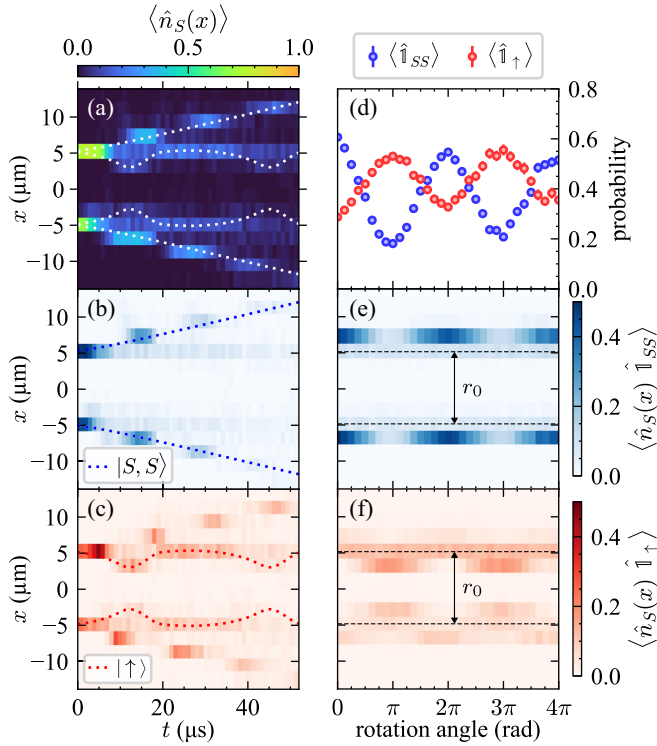 ⟨n̂_S(x)⟩
0.0 0.5 1.0
⟨𝟙̂_SS⟩ ⟨𝟙̂_↑⟩
(a)
x (μm)
10
5
0
−5
−10
(d)
0.8
0.6
0.4
0.2
0.0
probability
(b)
x (μm)
10
5
0
−5
−10
|S, S⟩
(e)
r₀
0.4
0.2
0.0
⟨n̂_S(x) 𝟙̂_SS⟩
(c)
x (μm)
10
5
0
−5
−10
|↑⟩
0 20 40
t (μs)
(f)
r₀
0 π 2π 3π 4π
rotation angle (rad)
0.4
0.2
0.0
⟨n̂_S(x) 𝟙̂_↑⟩